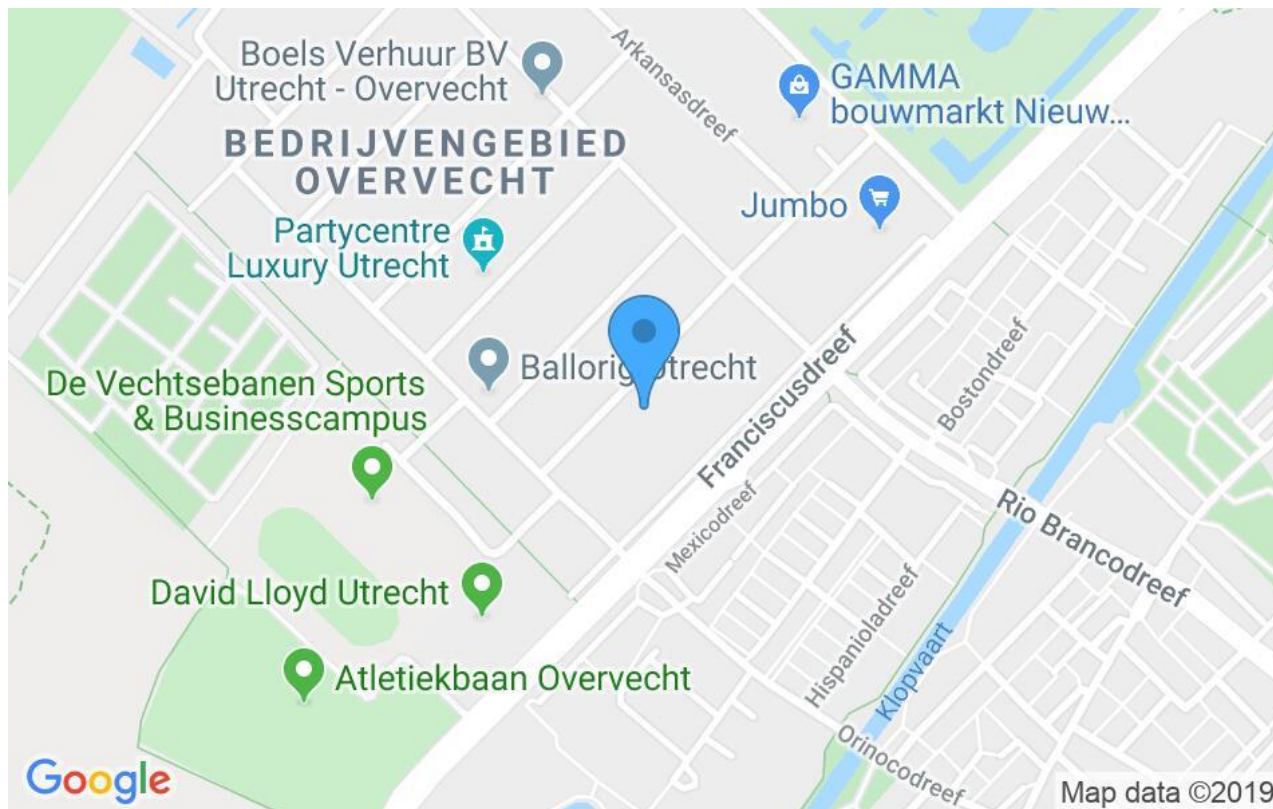 Boels Verhuur BV
Utrecht - Overvecht
Arkansasdreef
GAMMA
bouwmarkt Nieuw...
BEDRIJVENGEBIED
OVERVECHT
Jumbo
Partycentre
Luxury Utrecht
Ballorig Utrecht
Franciscusdreef
Bostondreef
De Vechtsebanen Sports
& Businesscampus
Mexicodreef
Rio Brancodreef
David Lloyd Utrecht
Hispanioladreef
Klopvaart
Atletiekbaan Overvecht
Orinocodreef
Google
Map data ©2019